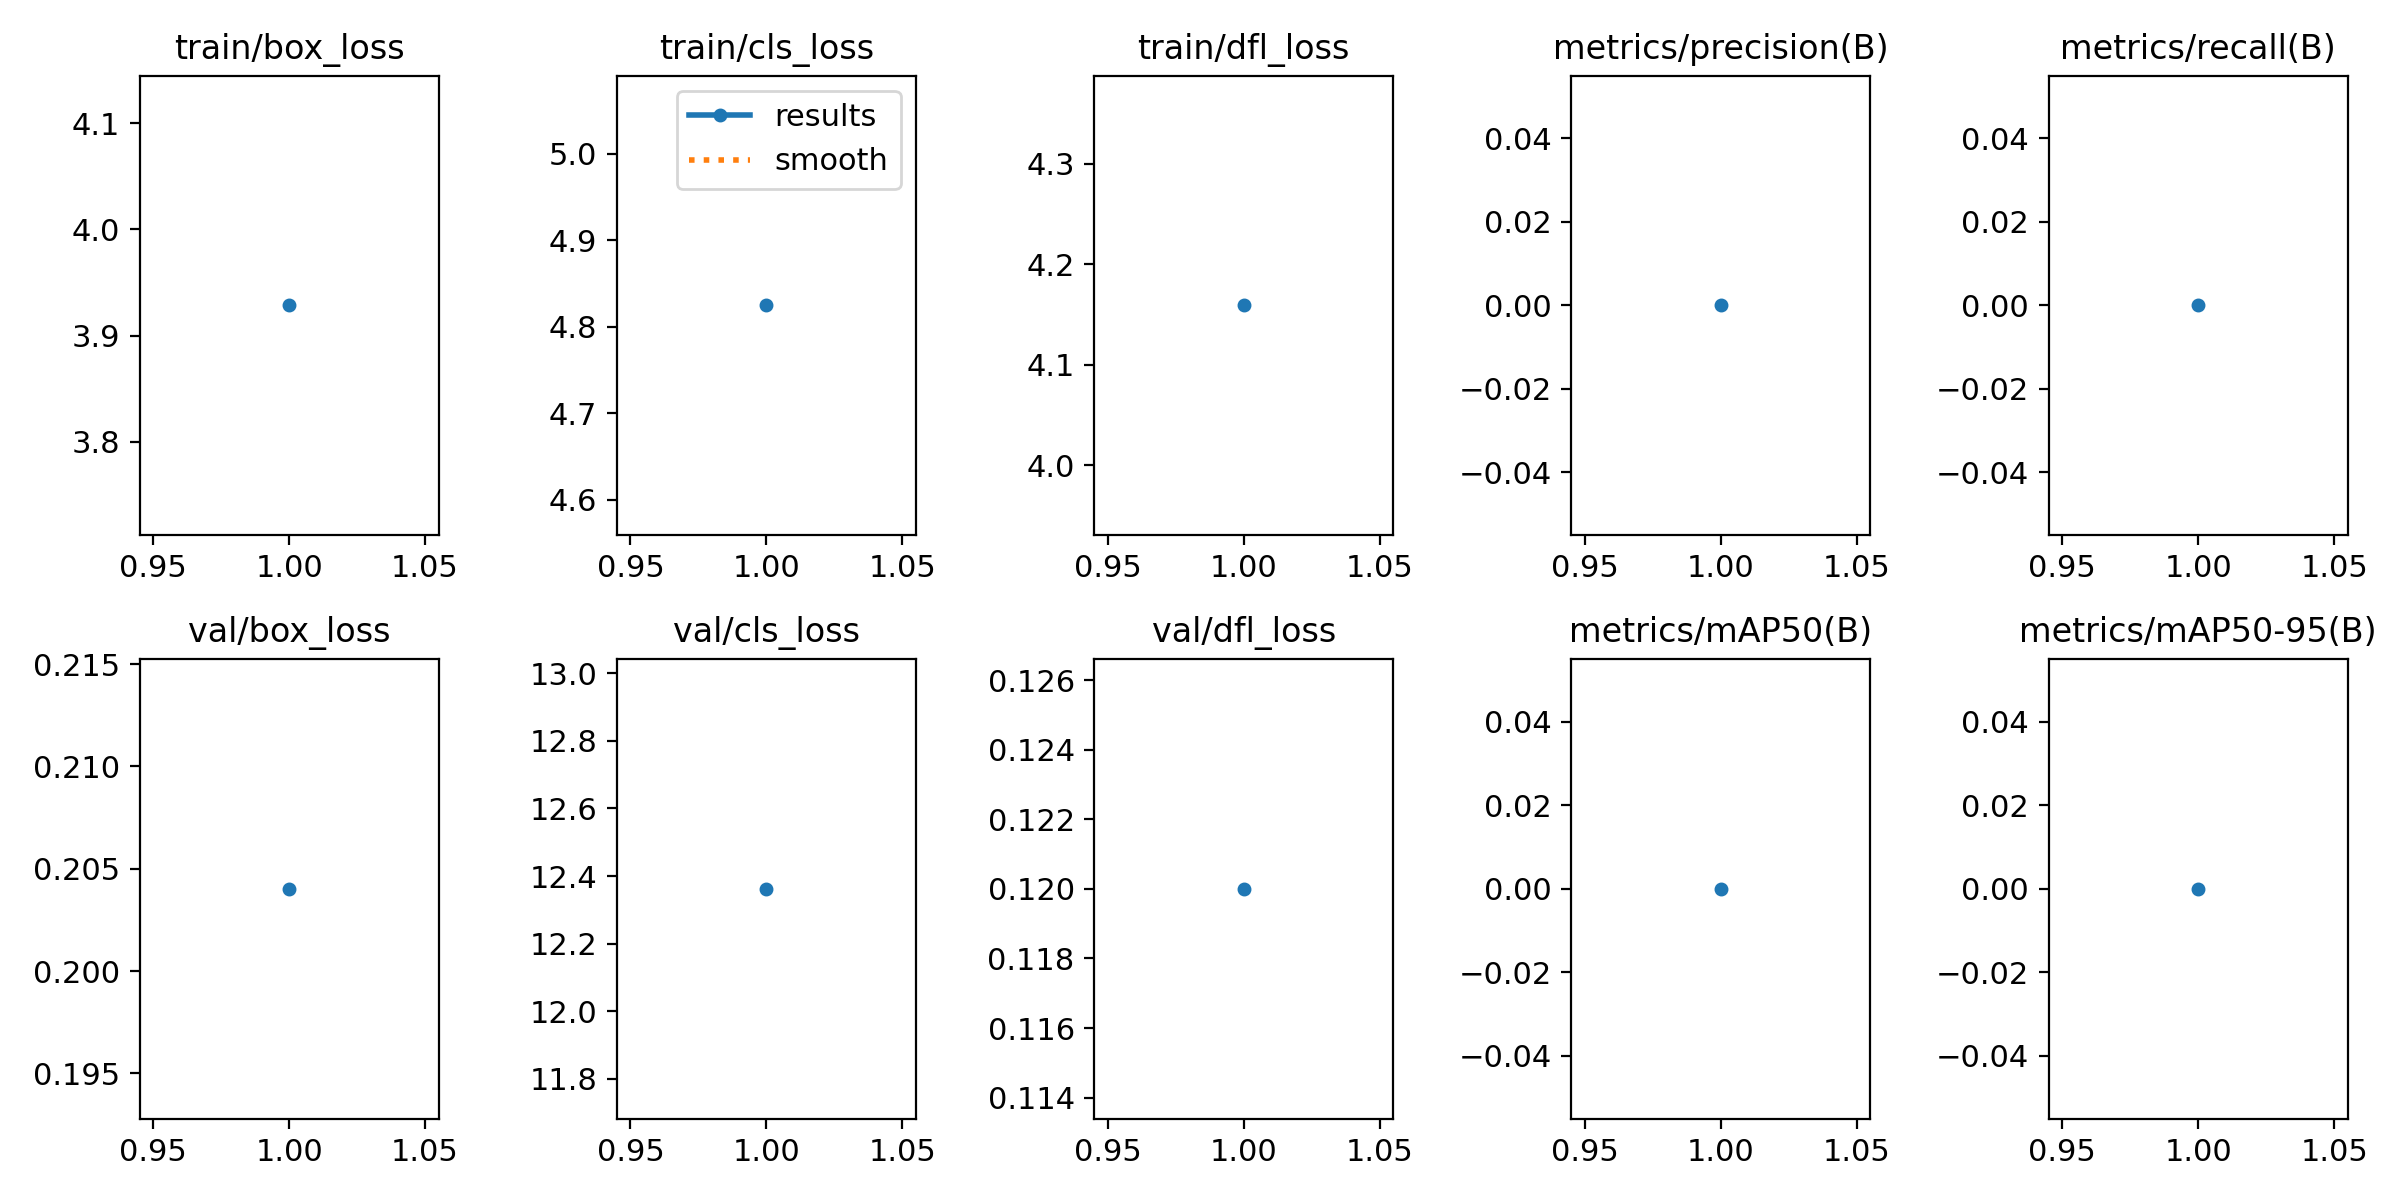 train/box_loss
4.1
4.0
3.9
3.8
0.95 1.00 1.05
train/cls_loss
results
smooth
5.0
4.9
4.8
4.7
4.6
0.95 1.00 1.05
train/dfl_loss
4.3
4.2
4.1
4.0
0.95 1.00 1.05
metrics/precision(B)
0.04
0.02
0.00
−0.02
−0.04
0.95 1.00 1.05
metrics/recall(B)
0.04
0.02
0.00
−0.02
−0.04
0.95 1.00 1.05
val/box_loss
0.215
0.210
0.205
0.200
0.195
0.95 1.00 1.05
val/cls_loss
13.0
12.8
12.6
12.4
12.2
12.0
11.8
0.95 1.00 1.05
val/dfl_loss
0.126
0.124
0.122
0.120
0.118
0.116
0.114
0.95 1.00 1.05
metrics/mAP50(B)
0.04
0.02
0.00
−0.02
−0.04
0.95 1.00 1.05
metrics/mAP50-95(B)
0.04
0.02
0.00
−0.02
−0.04
0.95 1.00 1.05